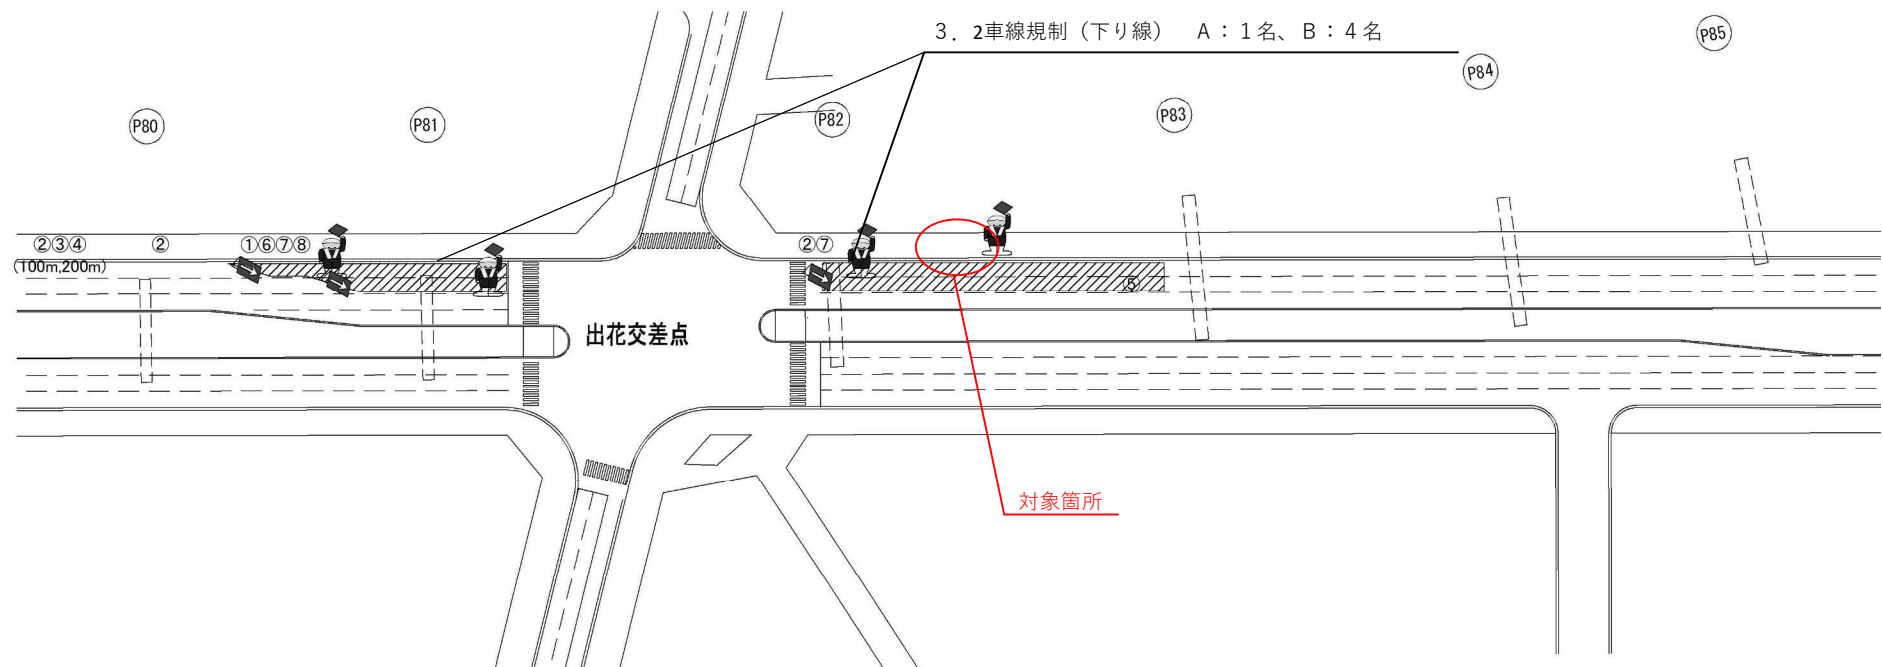 3．2車線規制（下り線）　A：1名、B：4名
P85
P84
P80
P81
P82
P83
②③④
②
①⑥⑦⑧
②⑦
(100m,200m)
⑤
出花交差点
対象箇所